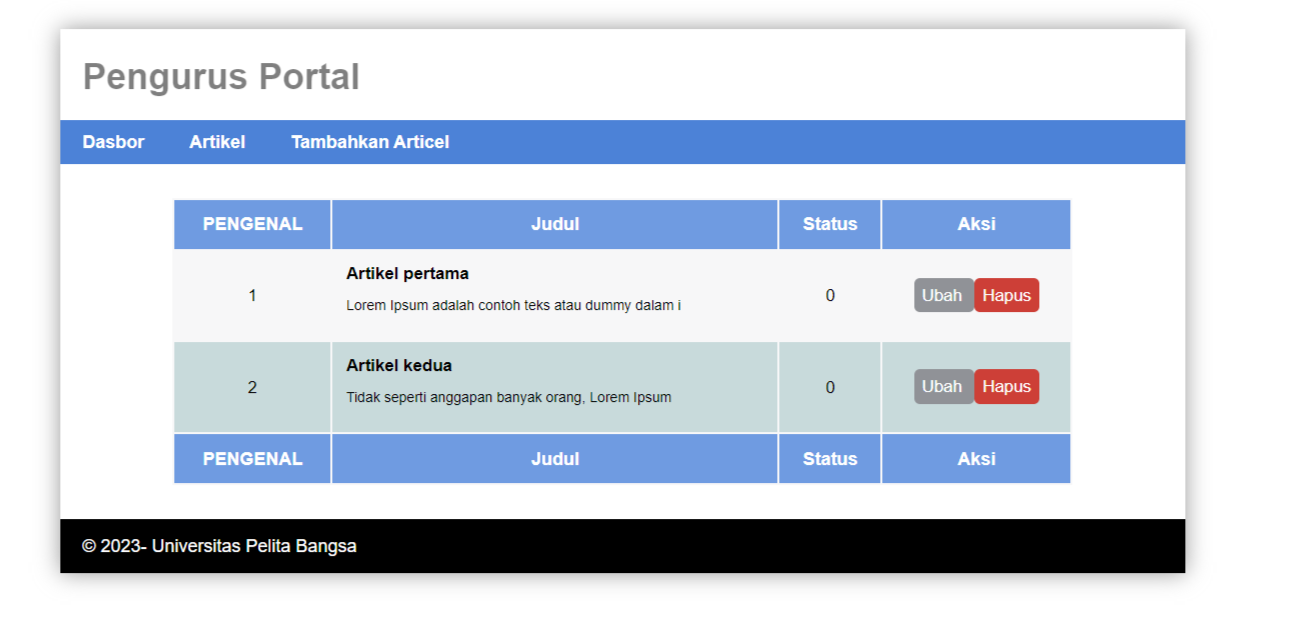 Pengurus Portal
Dasbor Artikel Tambahkan Articel
PENGENAL Judul Status Aksi
Artikel pertama
1 Lorem Ipsum adalah contoh teks atau dummy dalam i 0 Ubah Hapus
Artikel kedua
2 Tidak seperti anggapan banyak orang, Lorem Ipsum 0 Ubah Hapus
PENGENAL Judul Status Aksi
© 2023- Universitas Pelita Bangsa